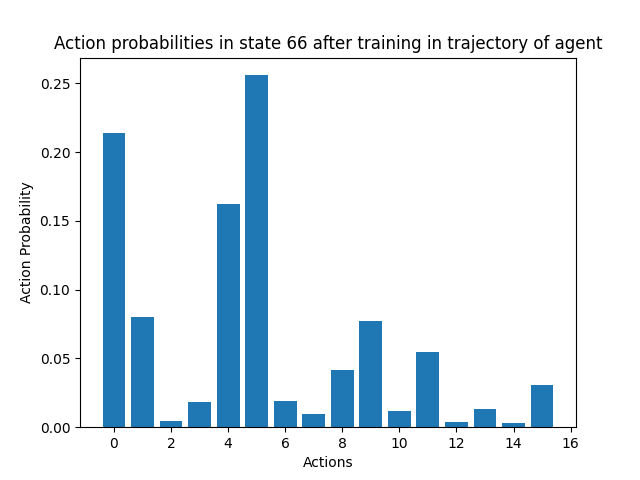 Action probabilities in state 66 after training in trajectory of agent
0.25
0.20
0.15
0.10
0.05
0.00
Action Probability
0 2 4 6 8 10 12 14 16
Actions